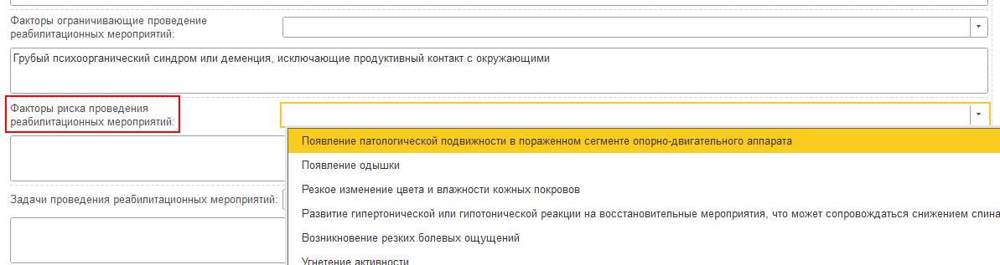 Факторы ограничивающие проведение
реабилитационных мероприятий:
Грубый психоорганический синдром или деменция, исключающие продуктивный контакт с окружающими
Факторы риска проведения
реабилитационных мероприятий:
Появление патологической подвижности в пораженном сегменте опорно-двигательного аппарата
Появление одышки
Резкое изменение цвета и влажности кожных покровов
Задачи проведения реабилитационных мероприятий:
Развитие гипертонической или гипотонической реакции на восстановительные мероприятия, что может сопровождаться снижением спина
Возникновение резких болевых ощущений
Угнетение активности